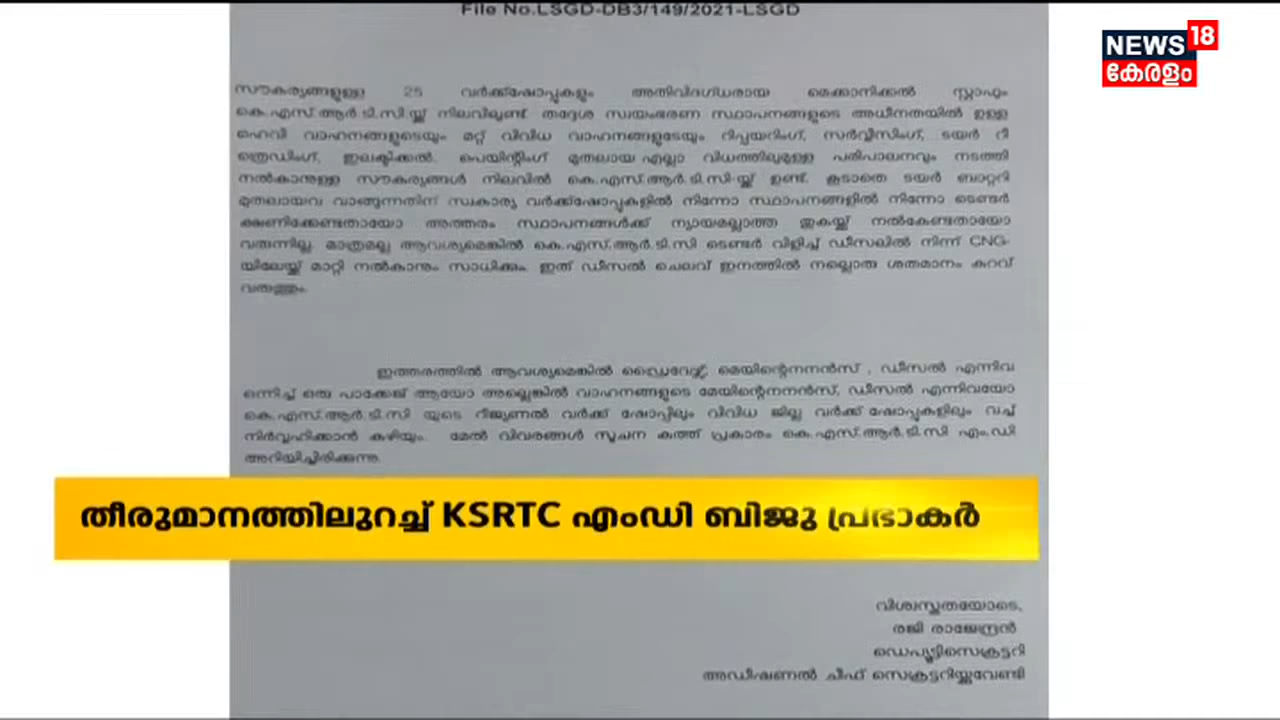 File No.LSGD-DB3/149/2021-LSGD
NEWS 18
കേരളം
സൗകര്യങ്ങളുള്ള 25 വർക്ക്ഷോപ്പുകളും അതിവിദഗ്ധരായ മെക്കാനിക്കൽ സ്റ്റാഫും
കെ.എസ്.ആർ.ടി.സി.യ്ക്ക് നിലവിലുണ്ട്. തദ്ദേശ സ്വയംഭരണ സ്ഥാപനങ്ങളുടെ അധീനതയിൽ ഉള്ള
ഹെവി വാഹനങ്ങളുടെയും മറ്റ് വിവിധ വാഹനങ്ങളുടേയും റിപ്പയറിംഗ്, സർവ്വീസിംഗ്, ടയർ റീ
ത്രെഡിംഗ്, ഇലക്ട്രിക്കൽ, പെയിന്റിംഗ് മുതലായ എല്ലാ വിധത്തിലുമുള്ള പരിപാലനവും നടത്തി
നൽകാനുള്ള സൗകര്യങ്ങൾ നിലവിൽ കെ.എസ്.ആർ.ടി.സി-യ്ക്ക് ഉണ്ട്. കൂടാതെ ടയർ ബാറ്ററി
മുതലായവ വാങ്ങുന്നതിന് സ്വകാര്യ വർക്ക്ഷോപ്പുകളിൽ നിന്നോ സ്ഥാപനങ്ങളിൽ നിന്നോ ടെണ്ടർ
ക്ഷണിക്കേണ്ടതായോ അത്തരം സ്ഥാപനങ്ങൾക്ക് ന്യായമല്ലാത്ത തുകയ്ക്ക് നൽകേണ്ടതായോ
വരുന്നില്ല. മാത്രമല്ല ആവശ്യമെങ്കിൽ കെ.എസ്.ആർ.ടി.സി ടെണ്ടർ വിളിച്ച് ഡീസലിൽ നിന്ന് CNG-
യിലേയ്ക്ക് മാറ്റി നൽകാനും സാധിക്കും. ഇത് ഡീസൽ ചെലവ് ഇനത്തിൽ നല്ലൊരു ശതമാനം കുറവ്
വരുത്തും.
ഇത്തരത്തിൽ ആവശ്യമെങ്കിൽ ഡ്രൈവേഴ്സ്, മെയിന്റെനനൻസ് , ഡീസൽ എന്നിവ
ഒന്നിച്ച് ഒരു പാക്കേജ് ആയോ അല്ലെങ്കിൽ വാഹനങ്ങളുടെ മേയിന്റെനനൻസ്, ഡീസൽ എന്നിവയോ
കെ.എസ്.ആർ.ടി.സി യുടെ റീജ്യണൽ വർക്ക് ഷോപ്പിലും വിവിധ ജില്ല വർക്ക് ഷോപ്പുകളിലും വച്ച്
നിർവ്വഹിക്കാൻ കഴിയും. മേൽ വിവരങ്ങൾ സൂചന കത്ത് പ്രകാരം കെ.എസ്.ആർ.ടി.സി എം.ഡി
അറിയിച്ചിരിക്കുന്നു.
തീരുമാനത്തിലുറച്ച് KSRTC എംഡി ബിജു പ്രഭാകർ
വിശ്വസ്തതയോടെ,
രജി രാജേന്ദ്രൻ
ഡെപ്യൂട്ടിസെക്രട്ടറി
അഡീഷണൽ ചീഫ് സെക്രട്ടറിയ്ക്കുവേണ്ടി